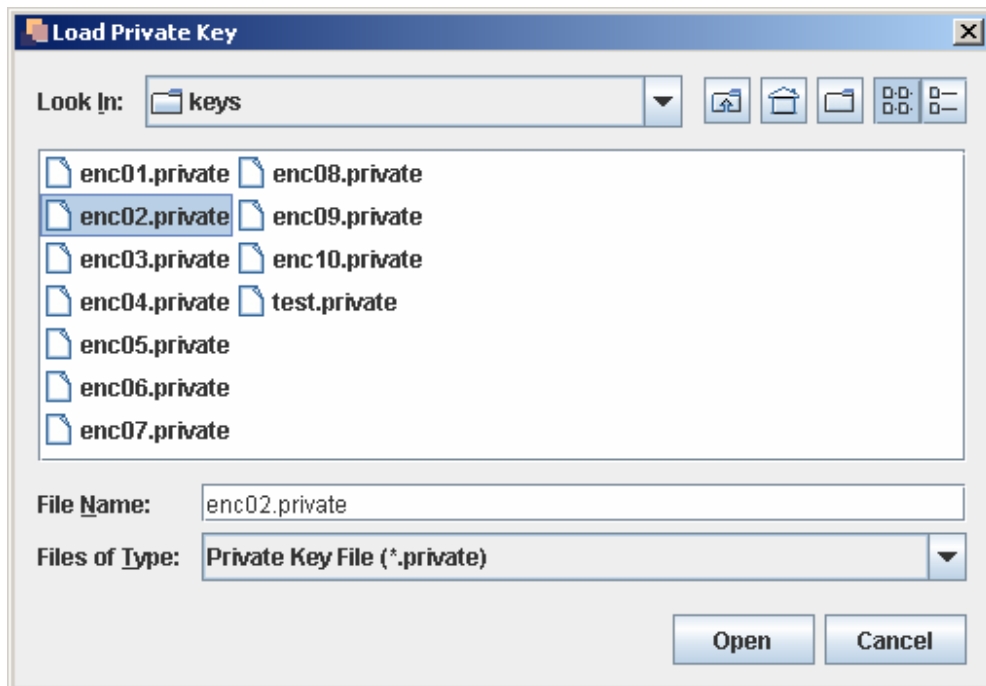 Load Private Key
Look In: keys
enc01.private enc08.private
enc02.private enc09.private
enc03.private enc10.private
enc04.private test.private
enc05.private
enc06.private
enc07.private
File Name: enc02.private
Files of Type: Private Key File (*.private)
Open Cancel